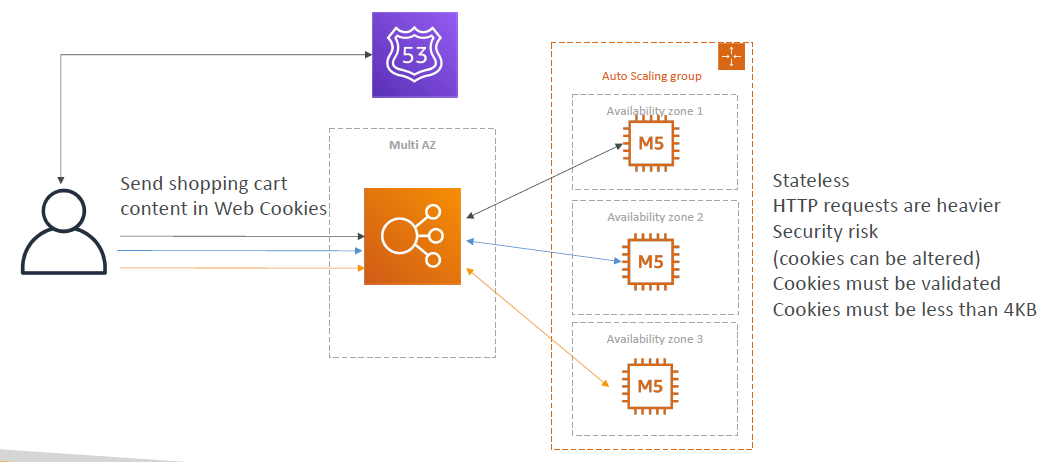 53
Auto Scaling group
Availability zone 1
M5
Multi AZ
Send shopping cart
content in Web Cookies
Availability zone 2
M5
Availability zone 3
M5
Stateless
HTTP requests are heavier
Security risk
(cookies can be altered)
Cookies must be validated
Cookies must be less than 4KB